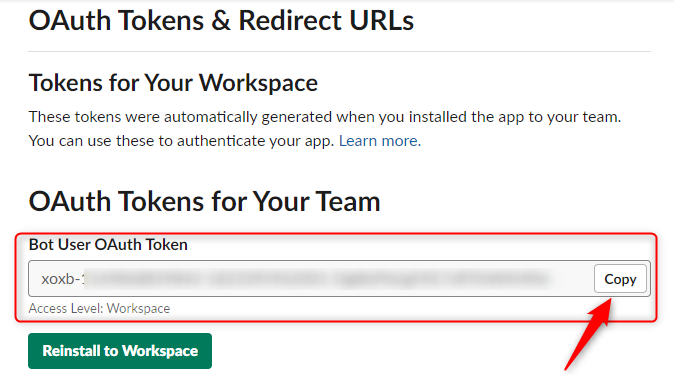 OAuth Tokens & Redirect URLs
Tokens for Your Workspace
These tokens were automatically generated when you installed the app to your team.
You can use these to authenticate your app. Learn more.
OAuth Tokens for Your Team
Bot User OAuth Token
xoxb-1
Copy
Access Level: Workspace
Reinstall to Workspace